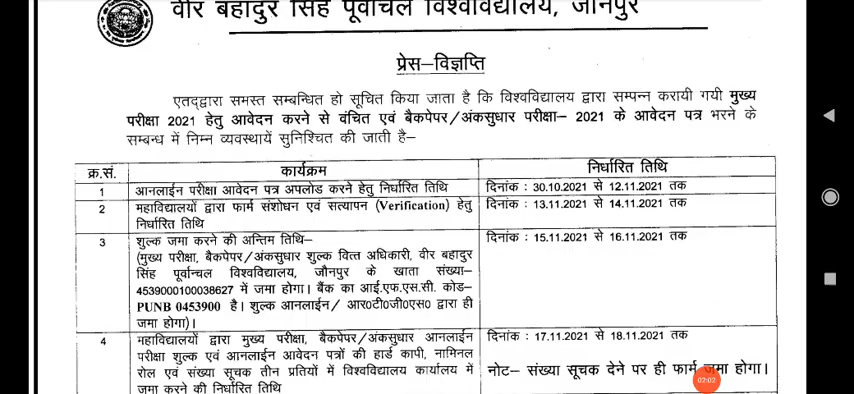 वीर बहादुर सिंह पूर्वांचल विश्वविद्यालय, जौनपुर
प्रेस–विज्ञप्ति
एतद्द्वारा समस्त सम्बन्धित हो सूचित किया जाता है कि विश्वविद्यालय द्वारा सम्पन्न करायी गयी मुख्य
परीक्षा 2021 हेतु आवेदन करने से वंचित एवं बैकपेपर/अंकसुधार परीक्षा– 2021 के आवेदन पत्र भरने के
सम्बन्ध में निम्न व्यवस्थायें सुनिश्चित की जाती है–
क्र.सं. कार्यक्रम निर्धारित तिथि
1 आनलाईन परीक्षा आवेदन पत्र अपलोड करने हेतु निर्धारित तिथि दिनांक : 30.10.2021 से 12.11.2021 तक
2 महाविद्यालयों द्वारा फार्म संशोधन एवं सत्यापन (Verification) हेतु दिनांक : 13.11.2021 से 14.11.2021 तक
निर्धारित तिथि
3 शुल्क जमा करने की अन्तिम तिथि– दिनांक : 15.11.2021 से 16.11.2021 तक
(मुख्य परीक्षा, बैकपेपर/अंकसुधार शुल्क वित्त अधिकारी, वीर बहादुर
सिंह पूर्वान्चल विश्वविद्यालय, जौनपुर के खाता संख्या–
4539000100038627 में जमा होगा। बैंक का आई.एफ.एस.सी. कोड–
PUNB 0453900 है। शुल्क आनलाईन/ आर0टी0जी0एस0 द्वारा ही
जमा होगा)।
4 महाविद्यालयों द्वारा मुख्य परीक्षा, बैकपेपर/अंकसुधार आनलाईन दिनांक : 17.11.2021 से 18.11.2021 तक
परीक्षा शुल्क एवं आनलाईन आवेदन पत्रों की हार्ड कापी, नामिनल
रोल एवं संख्या सूचक तीन प्रतियों में विश्वविद्यालय कार्यालय में नोट– संख्या सूचक देने पर ही फार्म जमा होगा।
जमा करने की निर्धारित तिथि
02:02